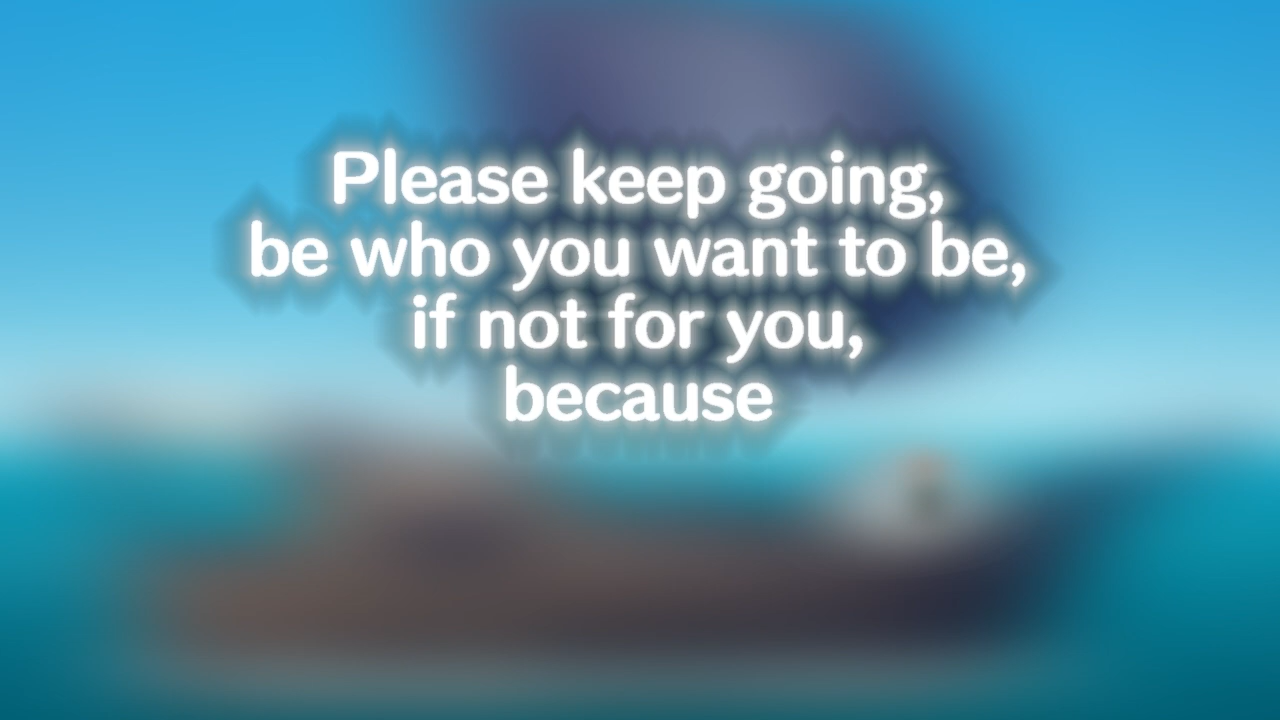 Please keep going,
be who you want to be,
if not for you,
because